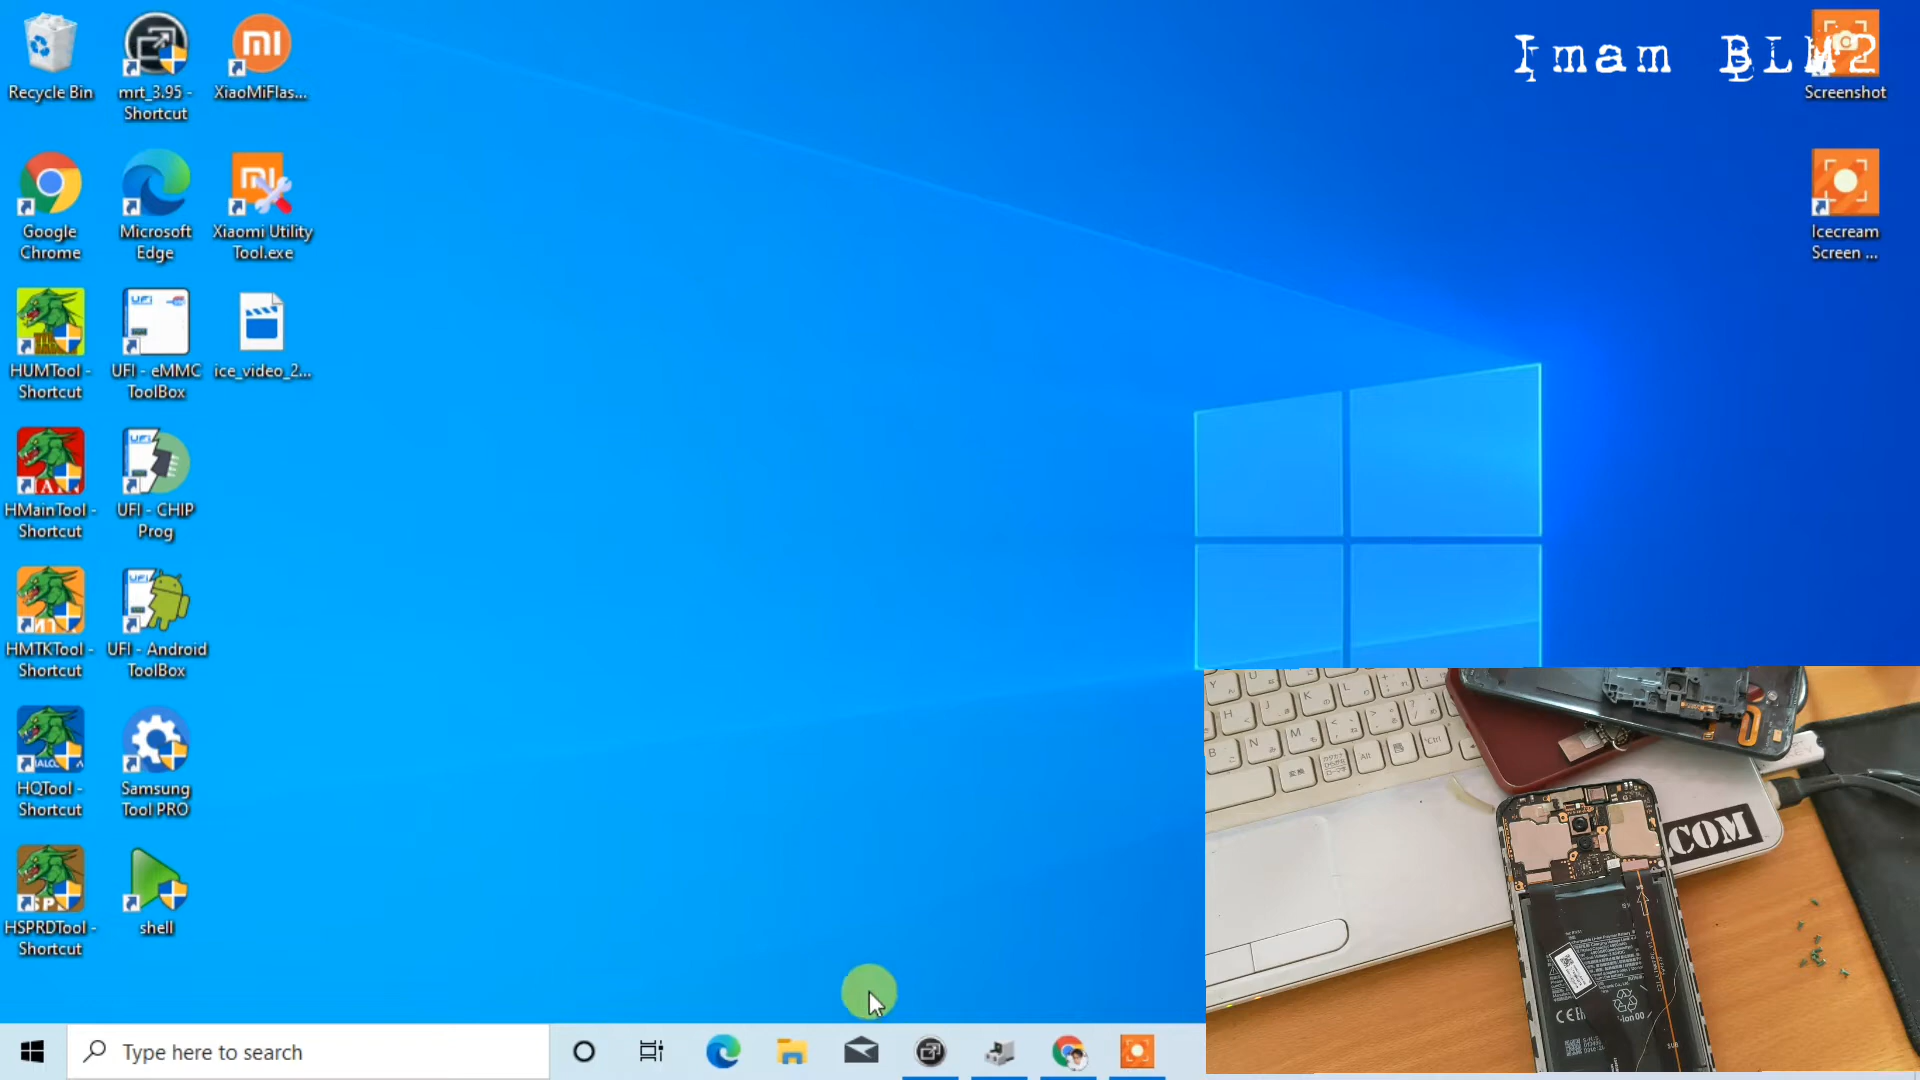 Imam BLM2
Recycle Bin
mrt_3.95 -
Shortcut
XiaoMiFlas...
Screenshot
Google
Chrome
Microsoft
Edge
Xiaomi Utility
Tool.exe
Icecream
Screen ...
HUMTool -
Shortcut
UFI - eMMC
ToolBox
ice_video_2...
HMainTool -
Shortcut
UFI - CHIP
Prog
HMTKTool -
Shortcut
UFI - Android
ToolBox
HQTool -
Shortcut
Samsung
Tool PRO
HSPRDTool -
Shortcut
shell
Type here to search
.COM